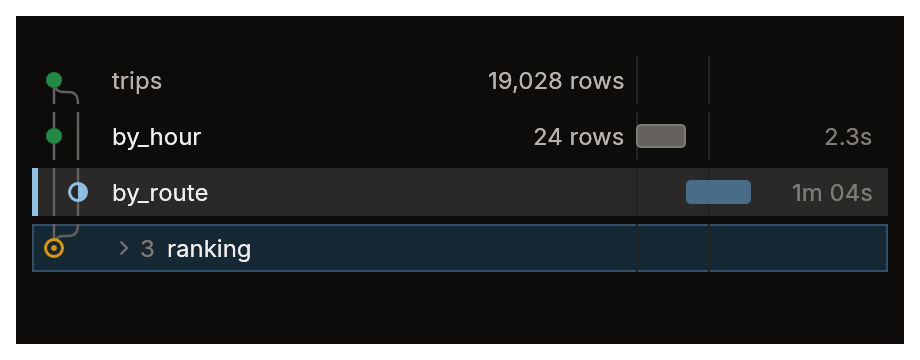 trips 19,028 rows
by_hour 24 rows 2.3s
by_route 1m 04s
3 ranking